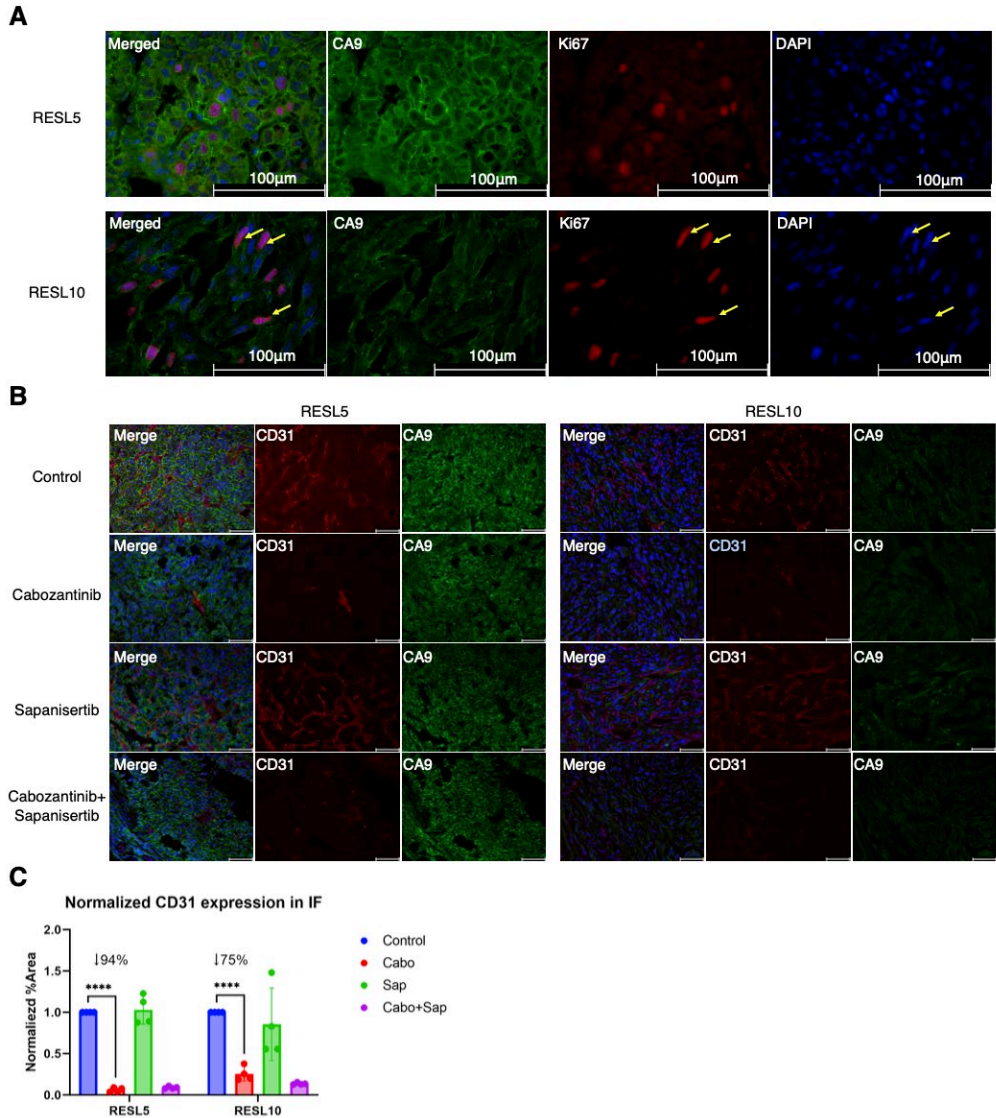 A
Merged CA9 Ki67 DAPI
RESL5
100µm 100µm 100µm 100µm
Merged CA9 Ki67 DAPI
RESL10
100µm 100µm 100µm 100µm
B
RESL5 RESL10
Merge CD31 CA9 Merge CD31 CA9
Control
Merge CD31 CA9 Merge CD31 CA9
Cabozantinib
Merge CD31 CA9 Merge CD31 CA9
Sapanisertib
Merge CD31 CA9 Merge CD31 CA9
Cabozantinib+
Sapanisertib
C
Normalized CD31 expression in IF
Normaliezd %Area
2.0
1.5
1.0
0.5
0.0
↓94% ↓75%
**** ****
RESL5 RESL10
Control
Cabo
Sap
Cabo+Sap